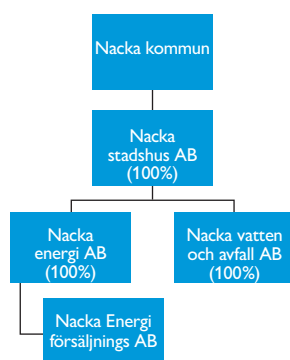 Nacka kommun
Nacka
stadshus AB
(100%)
Nacka
energi AB
(100%)
Nacka vatten
och avfall AB
(100%)
Nacka Energi
försäljnings AB